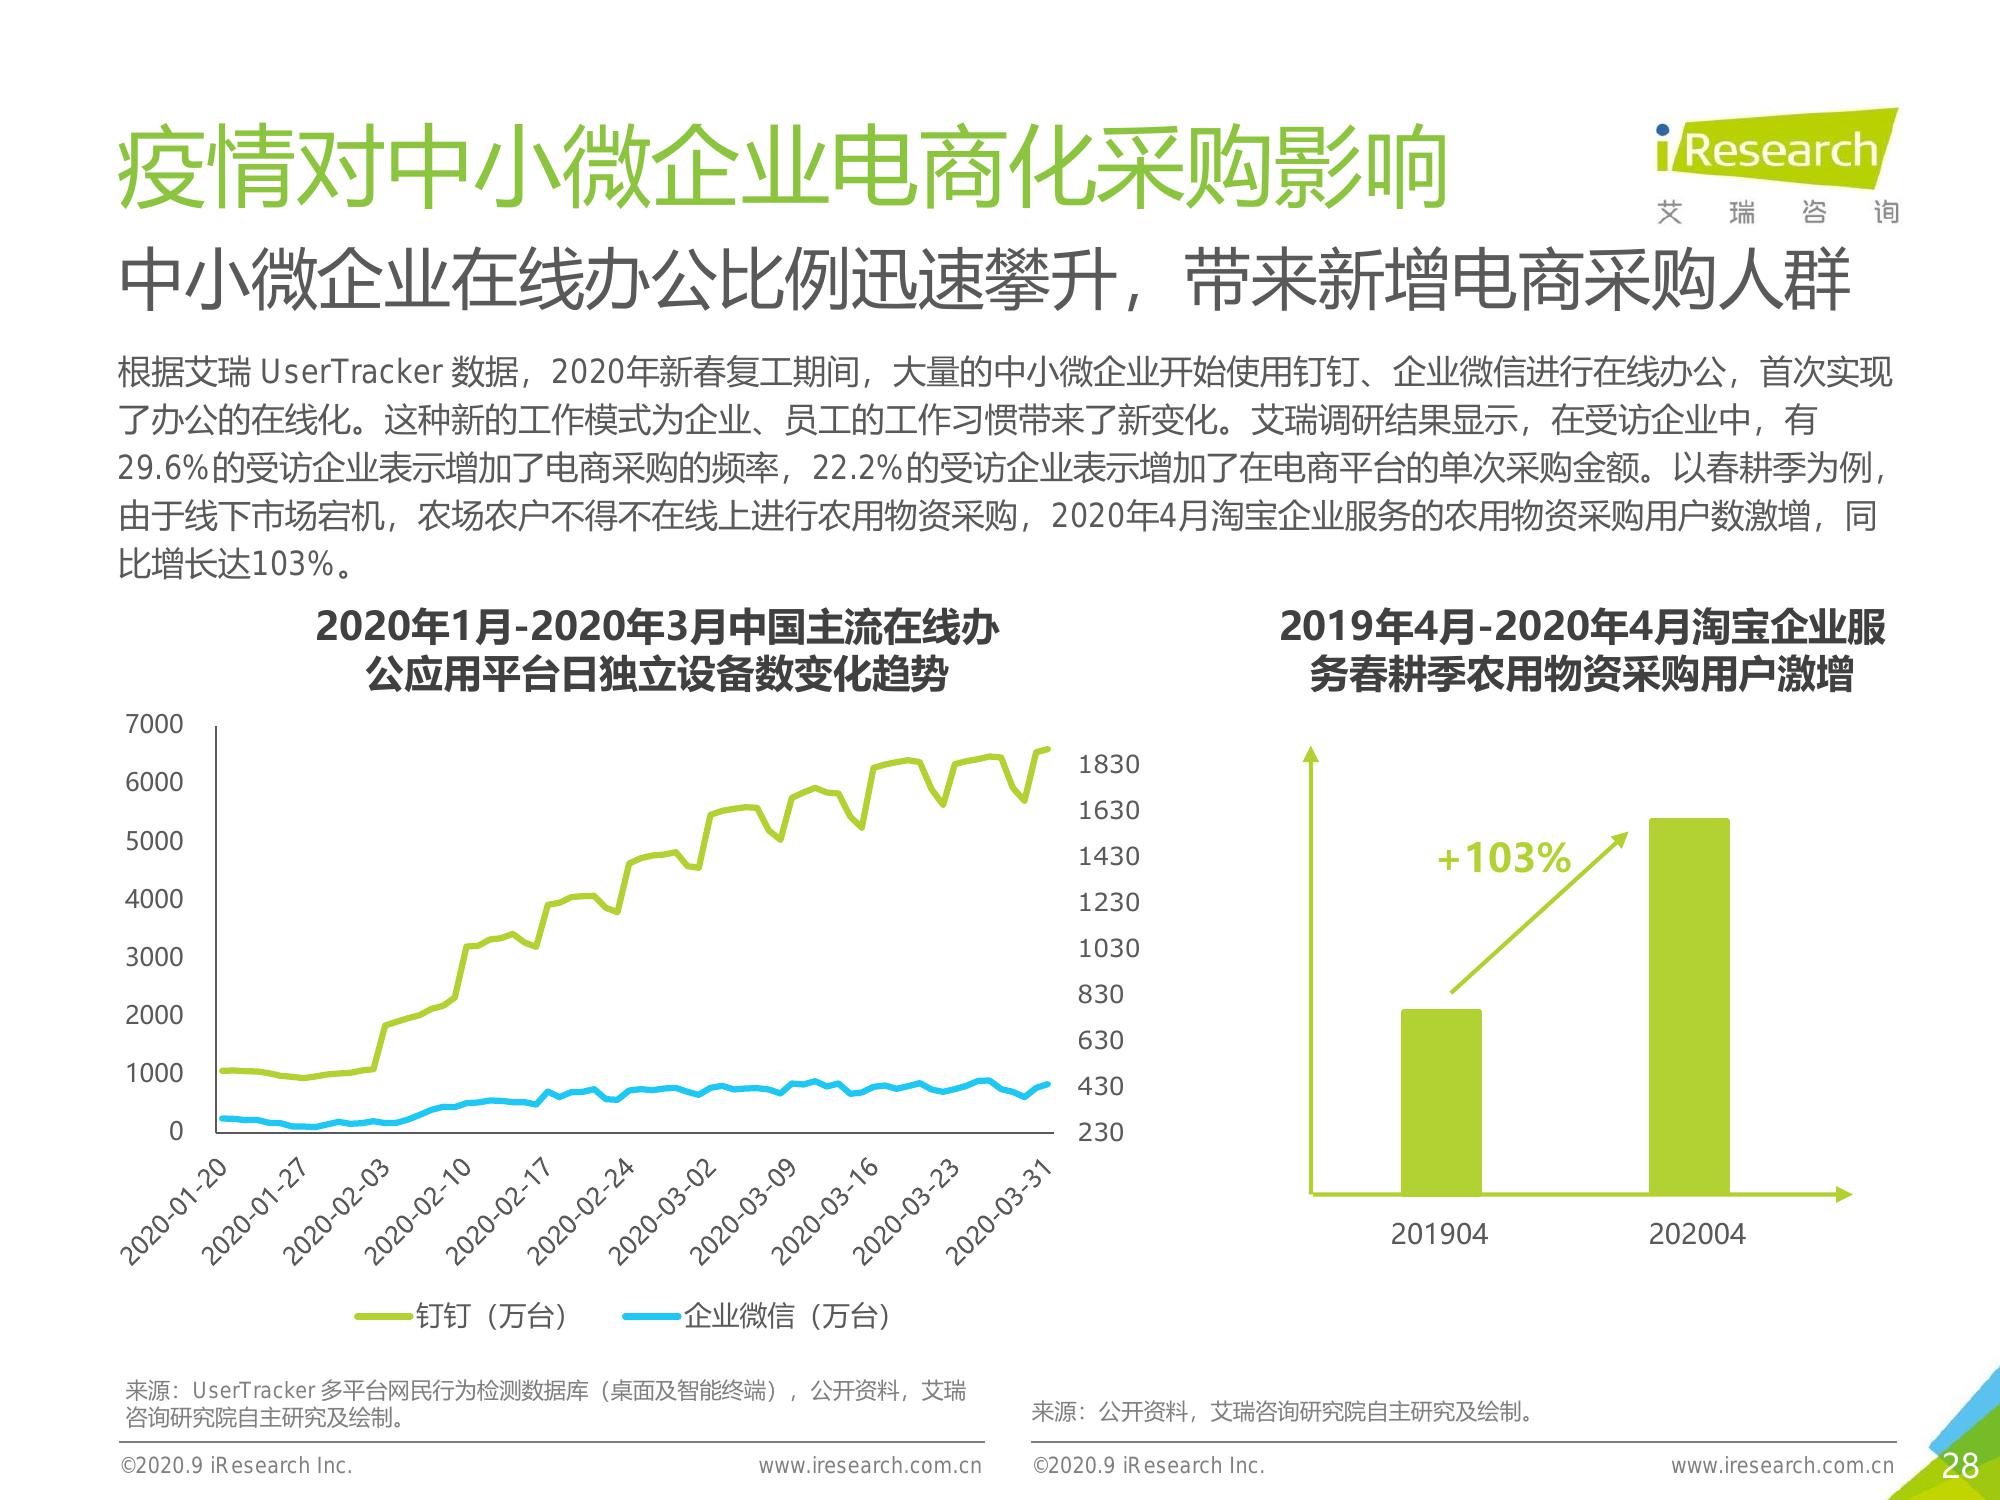 疫情对中小微企业电商化采购影响
iResearch
艾瑞咨询
中小微企业在线办公比例迅速攀升，带来新增电商采购人群
根据艾瑞 UserTracker 数据，2020年新春复工期间，大量的中小微企业开始使用钉钉、企业微信进行在线办公，首次实现
了办公的在线化。这种新的工作模式为企业、员工的工作习惯带来了新变化。艾瑞调研结果显示，在受访企业中，有
29.6%的受访企业表示增加了电商采购的频率，22.2%的受访企业表示增加了在电商平台的单次采购金额。以春耕季为例，
由于线下市场宕机，农场农户不得不在线上进行农用物资采购，2020年4月淘宝企业服务的农用物资采购用户数激增，同
比增长达103%。
2020年1月-2020年3月中国主流在线办
公应用平台日独立设备数变化趋势
7000
6000
5000
4000
3000
2000
1000
0
1830
1630
1430
1230
1030
830
630
430
230
2020-01-20
2020-01-27
2020-02-03
2020-02-10
2020-02-17
2020-02-24
2020-03-02
2020-03-09
2020-03-16
2020-03-23
2020-03-31
钉钉（万台）
企业微信（万台）
2019年4月-2020年4月淘宝企业服
务春耕季农用物资采购用户激增
+103%
201904
202004
来源：UserTracker 多平台网民行为检测数据库（桌面及智能终端），公开资料，艾瑞
咨询研究院自主研究及绘制。
来源：公开资料，艾瑞咨询研究院自主研究及绘制。
©2020.9 iResearch Inc.
www.iresearch.com.cn
©2020.9 iResearch Inc.
www.iresearch.com.cn
28